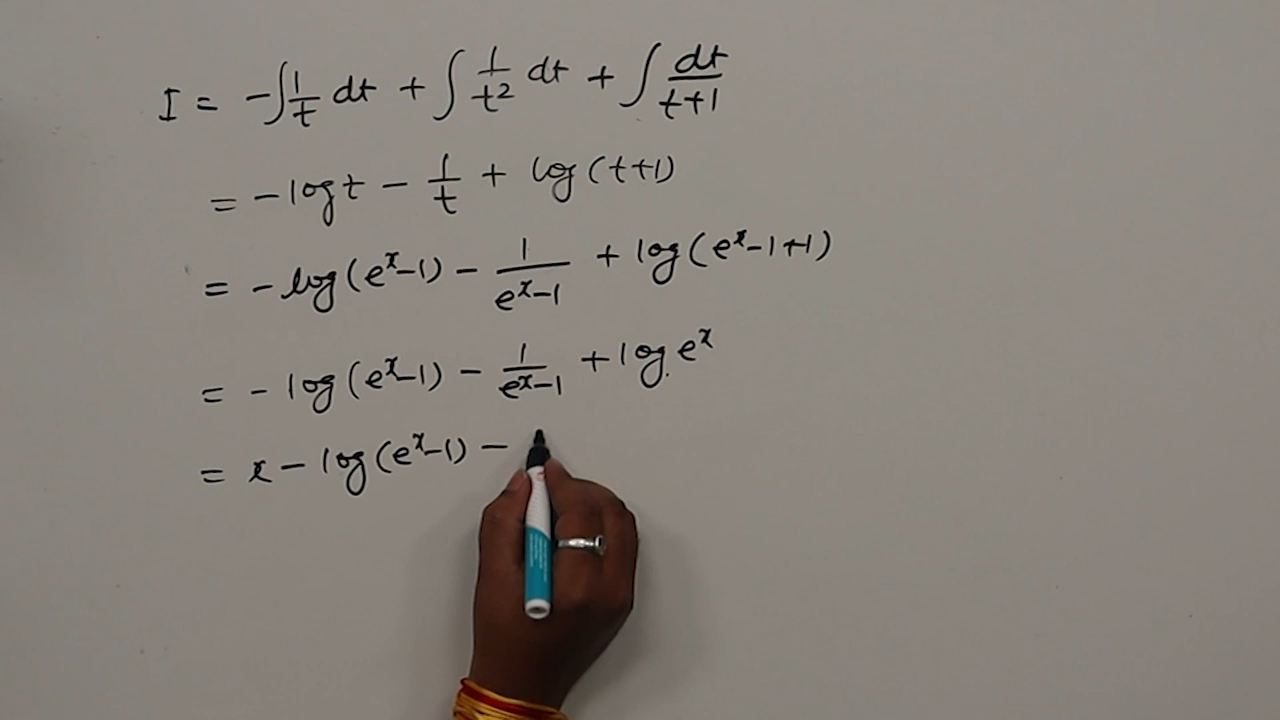 I = -∫1/t dt + ∫1/t² dt + ∫dt/t+1
= -log t - 1/t + log(t+1)
= -log(eˣ-1) - 1/eˣ-1 + log(eˣ-1+1)
= -log(eˣ-1) - 1/eˣ-1 + log eˣ
= x - log(eˣ-1) -